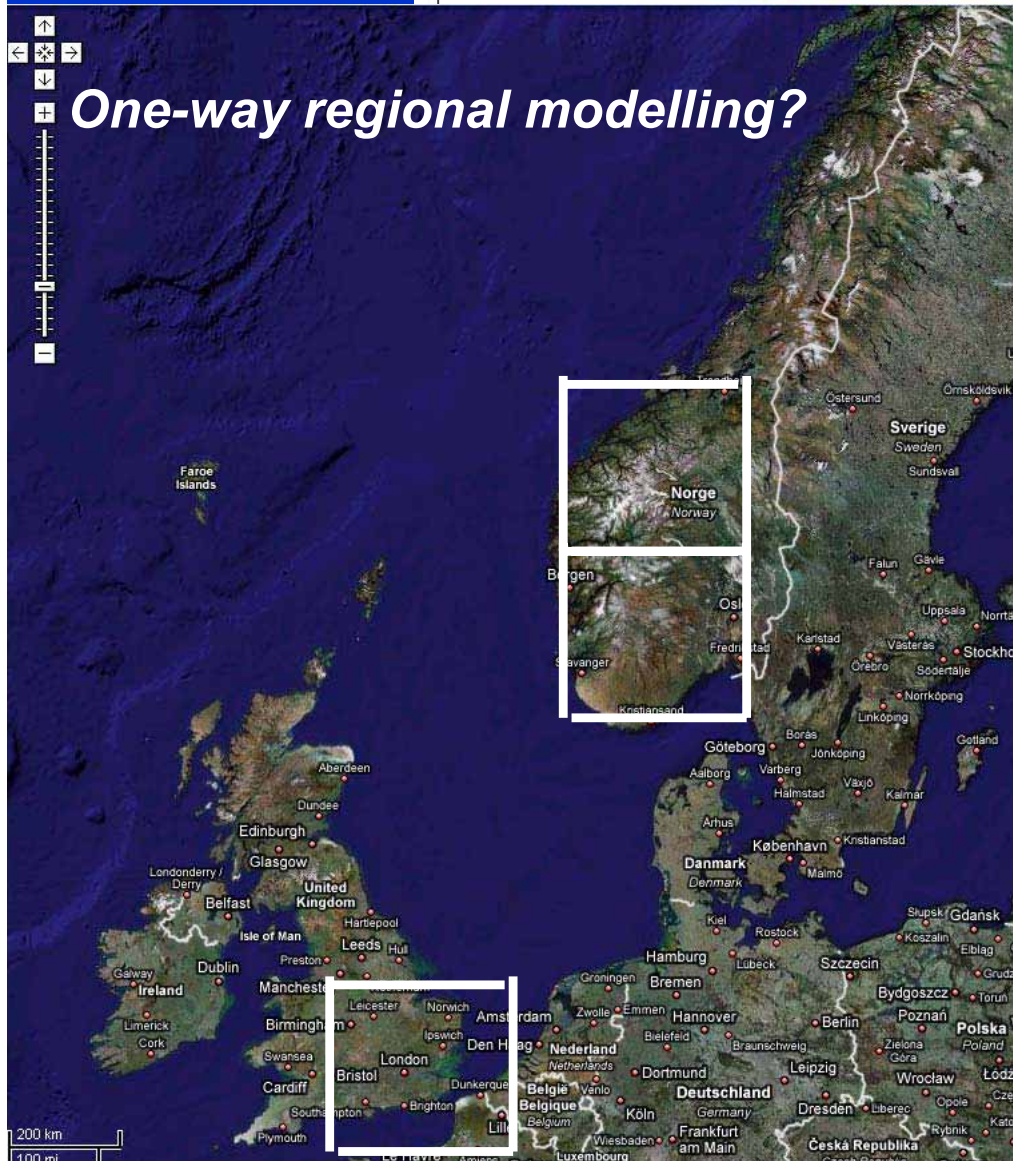 One-way regional modelling?
Östersund
Örnsköldsvik
Sverige
Sweden
Sundsvall
Faroe
Islands
Norge
Norway
Falun
Gävle
Bergen
Uppsala
Karlstad
Västerås
Stockho
Örebro
Södertälje
Stavanger
Norrköping
Linköping
Kristiansand
Göteborg
Borås
Jönköping
Gotland
Aberdeen
Aalborg
Varberg
Växjö
Halmstad
Kalmar
Dundee
Århus
Edinburgh
København
Kristianstad
Glasgow
Malmö
Danmark
Denmark
Londonderry /
Derry
United
Kingdom
Belfast
Hartlepool
Kiel
Słupsk
Gdańsk
Isle of Man
Rostock
Koszalin
Elbląg
Leeds
Hull
Hamburg
Lübeck
Szczecin
Preston
Dublin
Galway
Groningen
Bremen
Ireland
Bydgoszcz
Toruń
Leicester
Norwich
Amsterdam
Zwolle
Emmen
Hannover
Poznań
Limerick
Birmingham
Berlin
Polska
Poland
Cork
Ipswich
Den Haag
Bielefeld
Braunschweig
Zielona
Góra
Nederland
Netherlands
Swansea
London
Leipzig
Dortmund
Wrocław
Łódź
Cardiff
Bristol
Dunkerque
België
Belgique
Belgium
Venlo
Deutschland
Germany
Köln
Dresden
Liberec
Opole
Southampton
Brighton
Plymouth
Frankfurt
am Main
Wiesbaden
Rybnik
Česká Republika
Luxembourg
200 km
100 mi